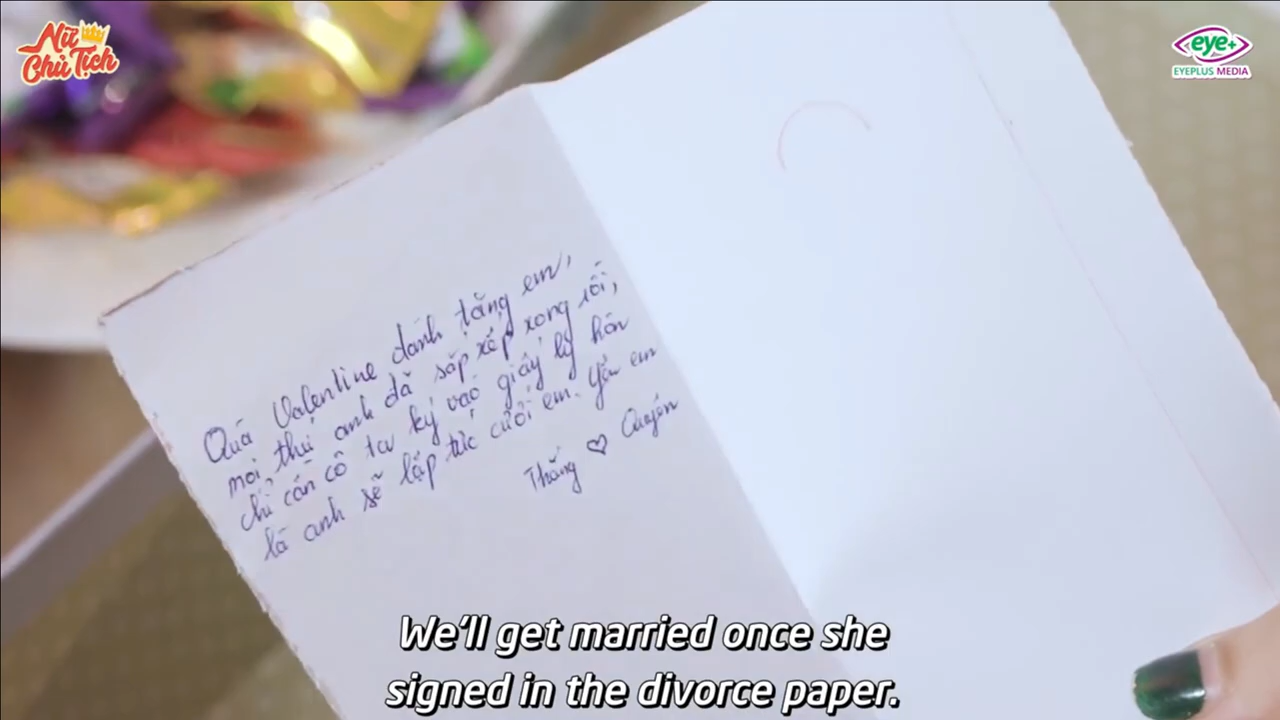 Nữ Chủ Tịch
eye+
EYEPLUS MEDIA
Quà Valentine dành tặng em,
mọi thứ anh đã sắp xếp xong rồi,
chỉ cần cô ta ký vào giấy ly hôn
là anh sẽ lập tức cưới em. Yêu em
Thắng ♡ Quyên
We'll get married once she
signed in the divorce paper.